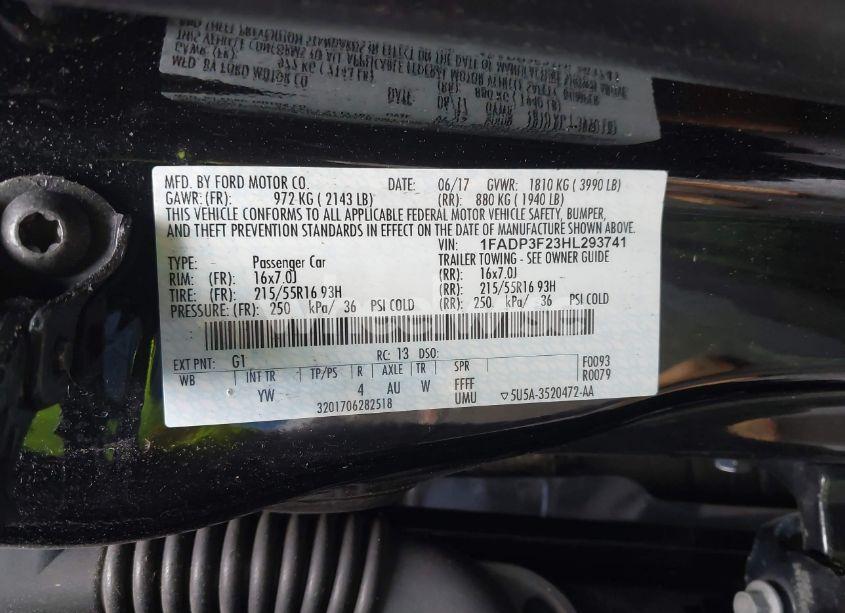 MFD. BY FORD MOTOR CO. DATE: 06/17 GVWR: 1810 KG ( 3990 LB)
GAWR: (FR): 972 KG ( 2143 LB) (RR): 880 KG ( 1940 LB)
THIS VEHICLE CONFORMS TO ALL APPLICABLE FEDERAL MOTOR VEHICLE SAFETY, BUMPER,
AND THEFT PREVENTION STANDARDS IN EFFECT ON THE DATE OF MANUFACTURE SHOWN ABOVE.
VIN: 1FADP3F23HL293741
TYPE: Passenger Car TRAILER TOWING - SEE OWNER GUIDE
RIM: (FR): 16x7.0J (RR): 16x7.0J
TIRE: (FR): 215/55R16 93H (RR): 215/55R16 93H
PRESSURE: (FR): 250 kPa/ 36 PSI COLD (RR): 250 kPa/ 36 PSI COLD
EXT PNT: G1 RC: 13 DSO: F0093
WB INT TR TP/PS R AXLE TR SPR R0079
YW 4 AU W FFFF
UMU
3201706282518 ▽5U5A-3520472-AA